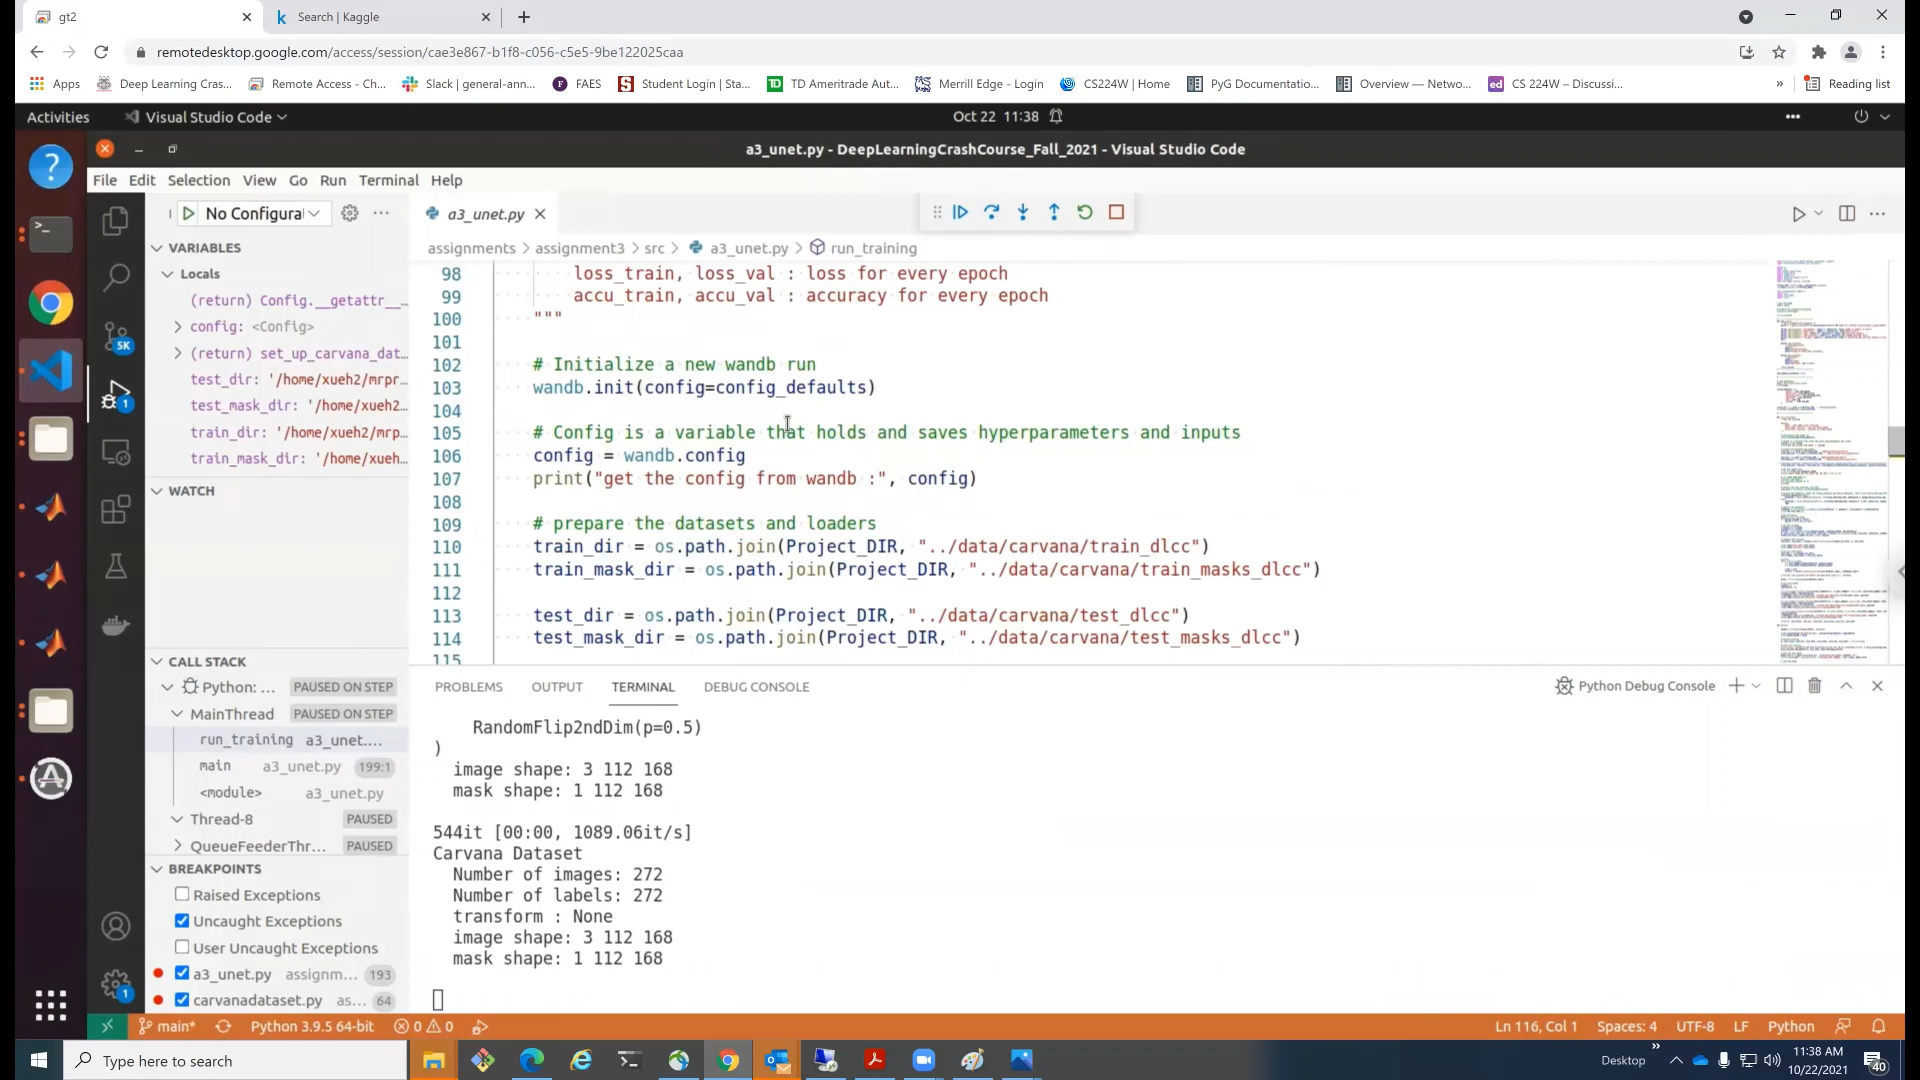 gt2
Search | Kaggle
remotedesktop.google.com/access/session/cae3e867-b1f8-c056-c5e5-9be122025caa
Apps
Deep Learning Cras...
Remote Access - Ch...
Slack | general-ann...
FAES
Student Login | Sta...
TD Ameritrade Aut...
Merrill Edge - Login
CS224W | Home
PyG Documentatio...
Overview — Netwo...
CS 224W – Discussi...
»
Reading list
Activities
Visual Studio Code
Oct 22 11:38
a3_unet.py - DeepLearningCrashCourse_Fall_2021 - Visual Studio Code
File Edit Selection View Go Run Terminal Help
No Configura
a3_unet.py
assignments > assignment3 > src > a3_unet.py > run_training
VARIABLES
Locals
(return) Config.__getattr__...
config: <Config>
(return) set_up_carvana_dat...
test_dir: '/home/xueh2/mrpr...
test_mask_dir: '/home/xueh2...
train_dir: '/home/xueh2/mrp...
train_mask_dir: '/home/xueh...
WATCH
CALL STACK
Python: ... PAUSED ON STEP
MainThread PAUSED ON STEP
run_training a3_unet....
main a3_unet.py 199:1
<module> a3_unet.py
Thread-8 PAUSED
QueueFeederThr... PAUSED
BREAKPOINTS
Raised Exceptions
Uncaught Exceptions
User Uncaught Exceptions
a3_unet.py assignm... 193
carvanadataset.py as... 64
5K
1
1
98 loss_train, loss_val : loss for every epoch
99 accu_train, accu_val : accuracy for every epoch
100 """
101
102 # Initialize a new wandb run
103 wandb.init(config=config_defaults)
104
105 # Config is a variable that holds and saves hyperparameters and inputs
106 config = wandb.config
107 print("get the config from wandb :", config)
108
109 # prepare the datasets and loaders
110 train_dir = os.path.join(Project_DIR, "../data/carvana/train_dlcc")
111 train_mask_dir = os.path.join(Project_DIR, "../data/carvana/train_masks_dlcc")
112
113 test_dir = os.path.join(Project_DIR, "../data/carvana/test_dlcc")
114 test_mask_dir = os.path.join(Project_DIR, "../data/carvana/test_masks_dlcc")
115
PROBLEMS OUTPUT TERMINAL DEBUG CONSOLE
Python Debug Console
RandomFlip2ndDim(p=0.5)
)
image shape: 3 112 168
mask shape: 1 112 168
544it [00:00, 1089.06it/s]
Carvana Dataset
Number of images: 272
Number of labels: 272
transform : None
image shape: 3 112 168
mask shape: 1 112 168
main* Python 3.9.5 64-bit 0 0
Ln 116, Col 1 Spaces: 4 UTF-8 LF Python
Type here to search
Desktop »
11:38 AM
10/22/2021
40